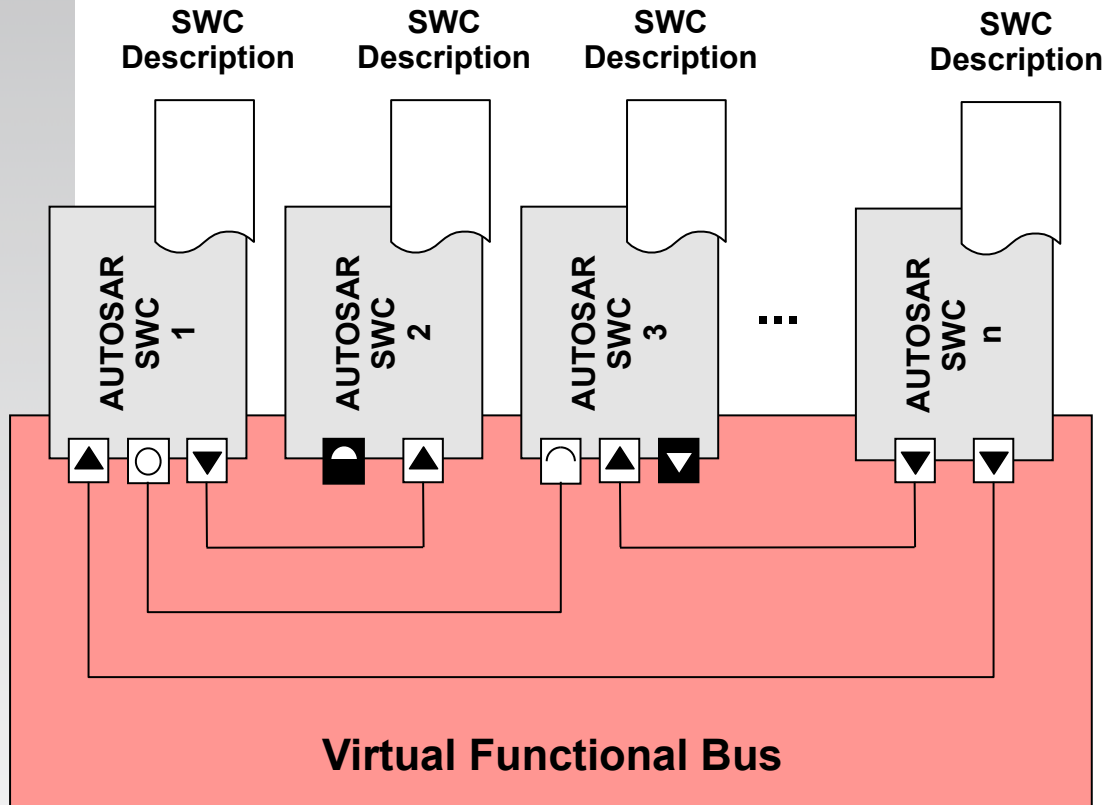 SWC
Description
SWC
Description
SWC
Description
SWC
Description
AUTOSAR
SWC
1
AUTOSAR
SWC
2
AUTOSAR
SWC
3
...
AUTOSAR
SWC
n
Virtual Functional Bus